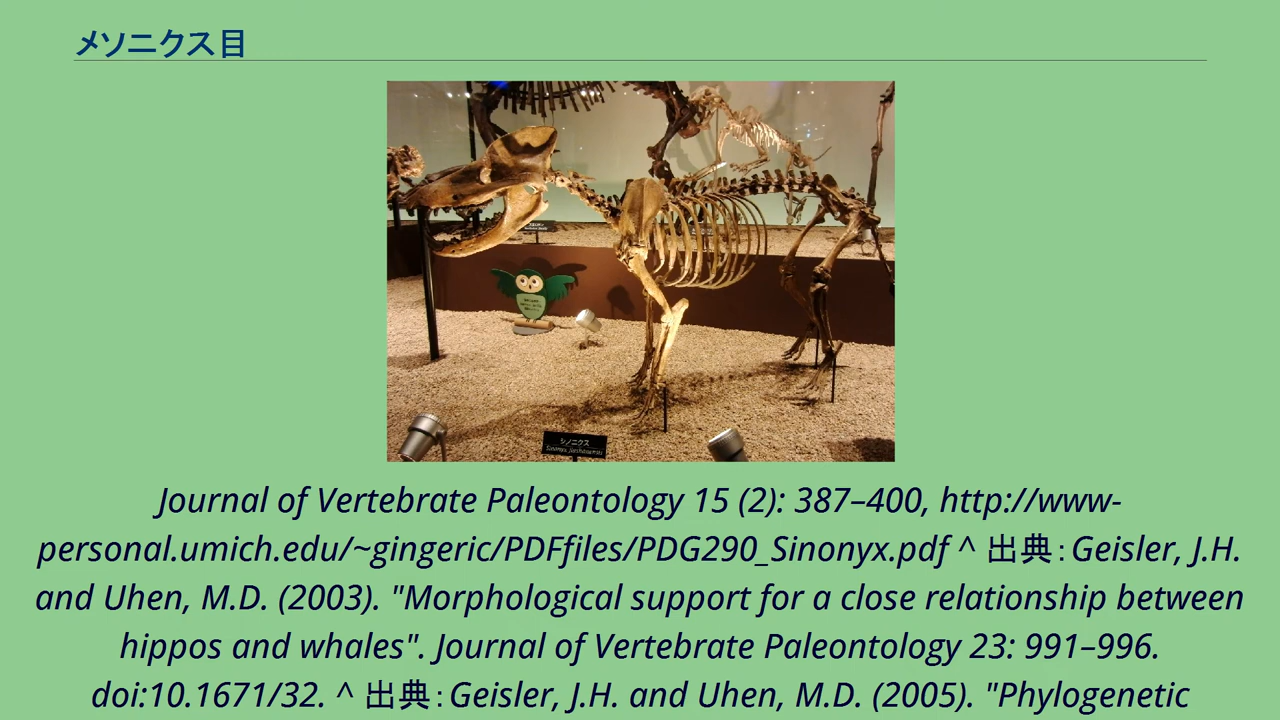 メソニクス目
シノニクス
Journal of Vertebrate Paleontology 15 (2): 387–400, http://www-
personal.umich.edu/~gingeric/PDFfiles/PDG290_Sinonyx.pdf ^ 出典：Geisler, J.H.
and Uhen, M.D. (2003). "Morphological support for a close relationship between
hippos and whales". Journal of Vertebrate Paleontology 23: 991–996.
doi:10.1671/32. ^ 出典：Geisler, J.H. and Uhen, M.D. (2005). "Phylogenetic